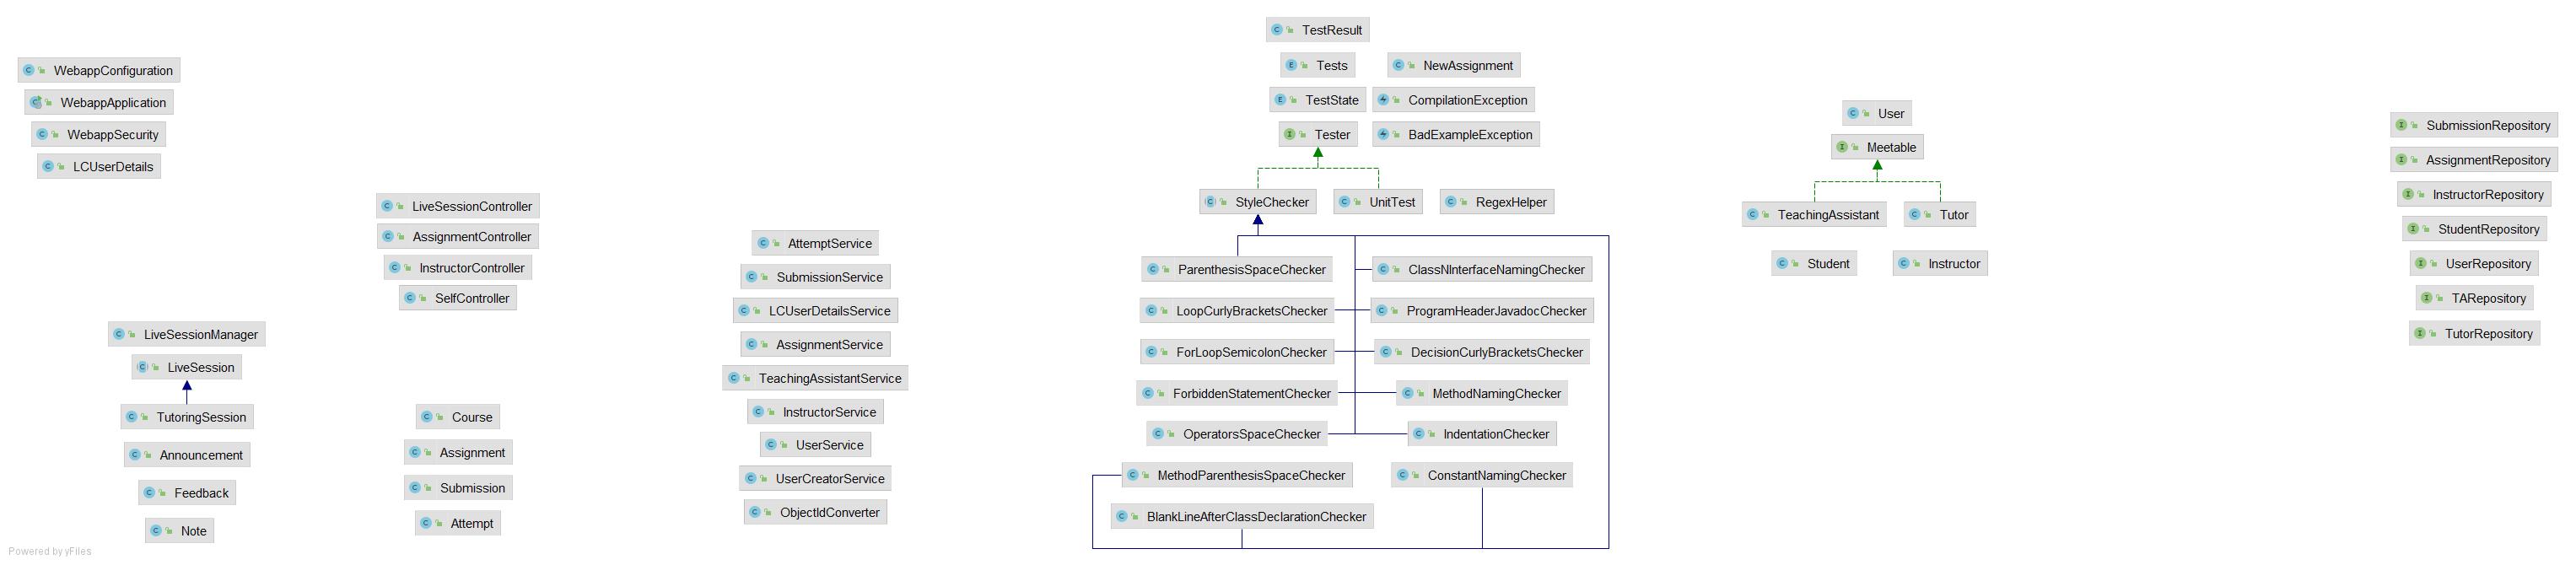 WebappConfiguration
WebappApplication
WebappSecurity
LCUserDetails
LiveSessionManager
LiveSession
TutoringSession
Announcement
Feedback
Note
Powered by yFiles
LiveSessionController
AssignmentController
InstructorController
SelfController
Course
Assignment
Submission
Attempt
AttemptService
SubmissionService
LCUserDetailsService
AssignmentService
TeachingAssistantService
InstructorService
UserService
UserCreatorService
ObjectIdConverter
TestResult
Tests
NewAssignment
TestState
CompilationException
Tester
BadExampleException
StyleChecker
UnitTest
RegexHelper
ParenthesisSpaceChecker
ClassNInterfaceNamingChecker
LoopCurlyBracketsChecker
ProgramHeaderJavadocChecker
ForLoopSemicolonChecker
DecisionCurlyBracketsChecker
ForbiddenStatementChecker
MethodNamingChecker
OperatorsSpaceChecker
IndentationChecker
MethodParenthesisSpaceChecker
ConstantNamingChecker
BlankLineAfterClassDeclarationChecker
User
Meetable
TeachingAssistant
Tutor
Student
Instructor
SubmissionRepository
AssignmentRepository
InstructorRepository
StudentRepository
UserRepository
TARepository
TutorRepository